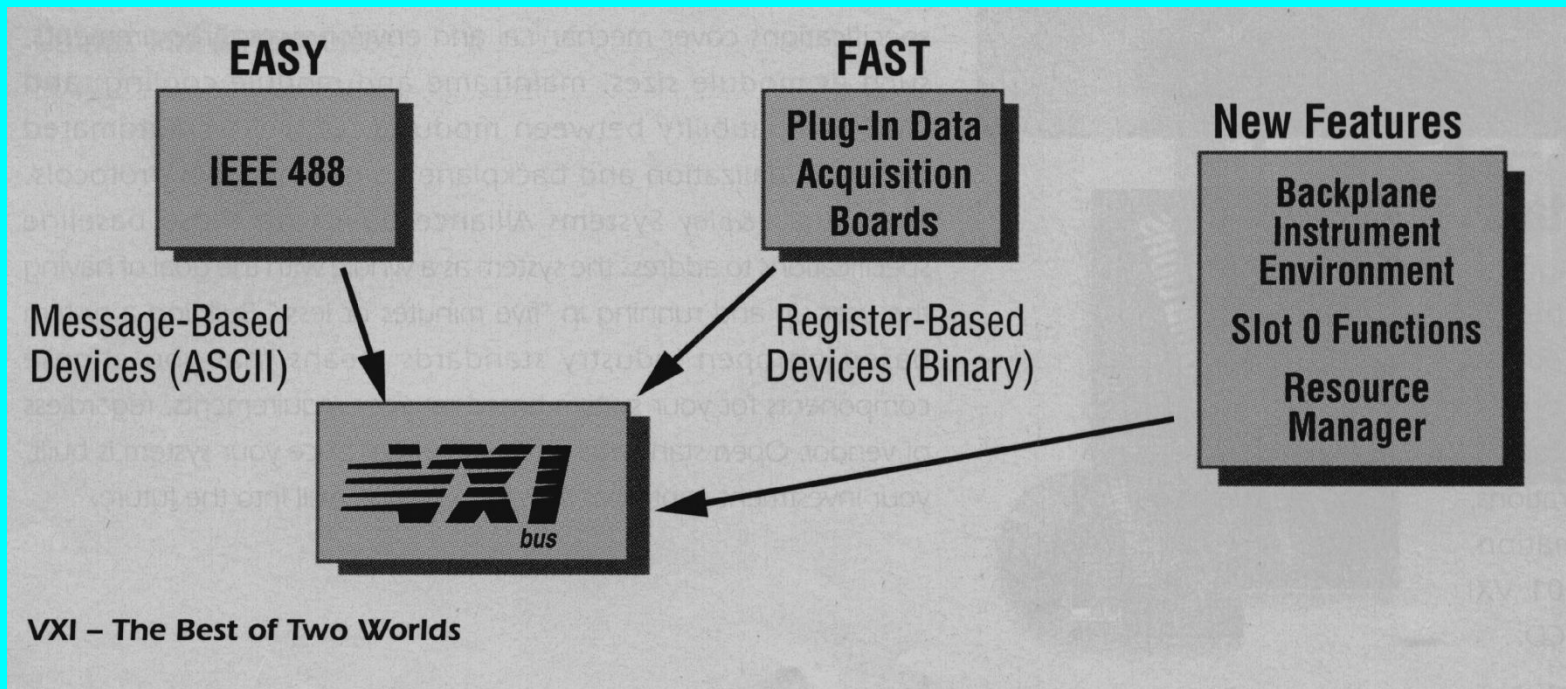 EASY
IEEE 488
FAST
Plug-In Data
Acquisition
Boards
New Features
Backplane
Instrument
Environment
Slot 0 Functions
Resource
Manager
Message-Based
Devices (ASCII)
Register-Based
Devices (Binary)
VXI
bus
VXI – The Best of Two Worlds